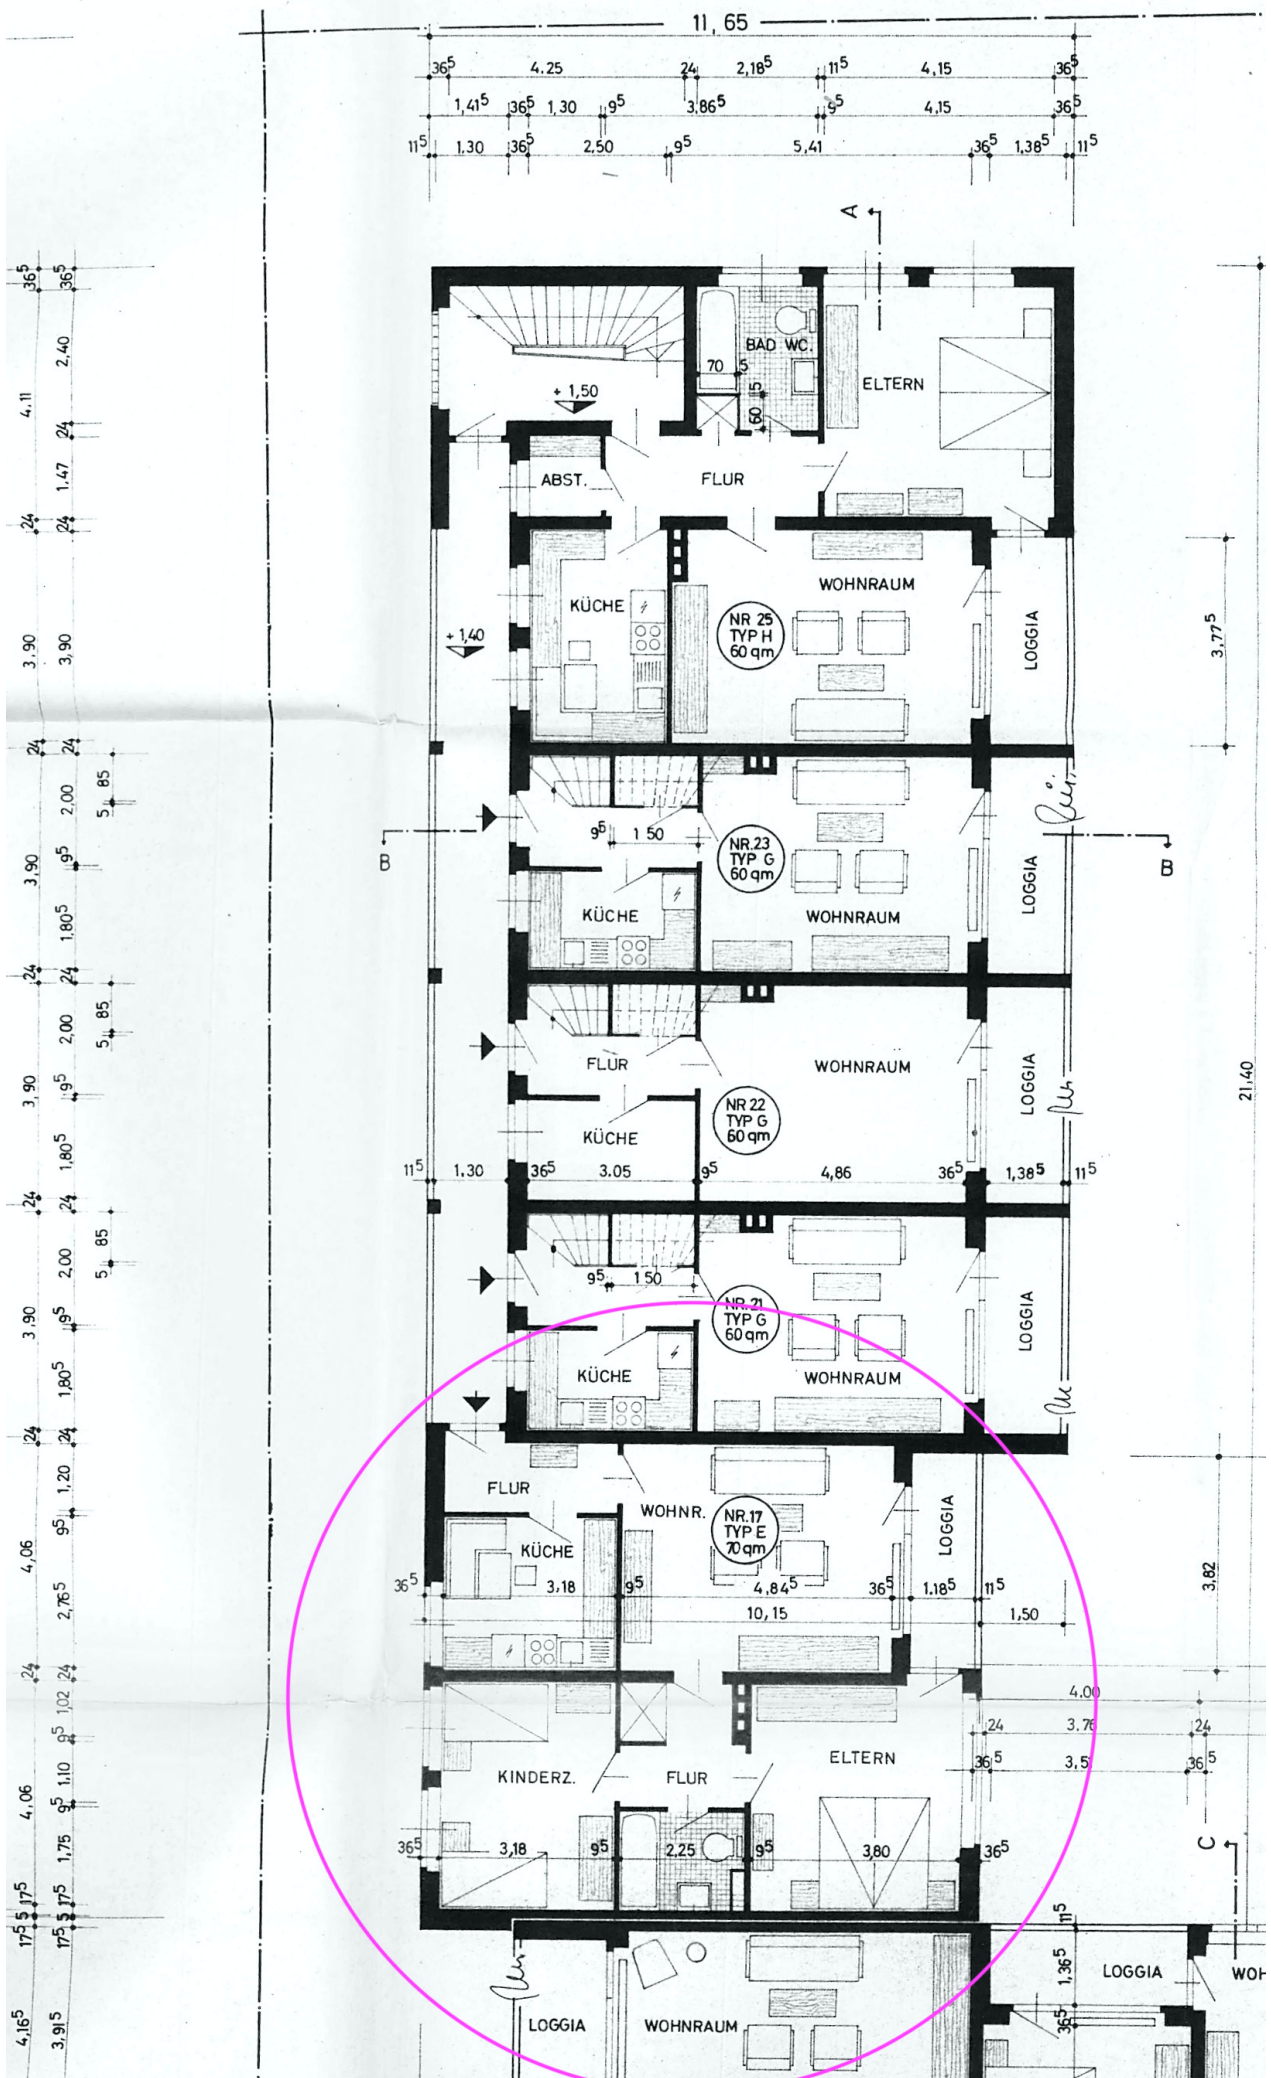 11,65
36⁵ 4.25 24 2,18⁵ 11⁵ 4,15 36⁵
1,41⁵ 36⁵ 1,30 9⁵ 3,86⁵ 9⁵ 4.15 36⁵
11⁵ 1.30 36⁵ 2.50 9⁵ 5,41 36⁵ 1,38⁵ 11⁵
A
36⁵ 36⁵
2,40
4.11
24
1.47
24 24
BAD WC.
70 5
15
60
ELTERN
+ 1,50
ABST.
FLUR
3,90 3,90
+ 1,40
KÜCHE
WOHNRAUM
NR 25
TYP H
60 qm
LOGGIA
3,77⁵
24 24
2,00 5 85
3,90
9⁵
1,80⁵
B
9⁵ 1 50
NR.23
TYP G
60 qm
KÜCHE
WOHNRAUM
LOGGIA
B
24 24
2,00 5 85
3,90
9⁵
1,80⁵
FLUR
WOHNRAUM
NR 22
TYP G
60 qm
KÜCHE
LOGGIA
21,40
11⁵ 1,30 36⁵ 3.05 9⁵ 4,86 36⁵ 1,38⁵ 11⁵
24 24
2,00 5 85
3,90
9⁵
1,80⁵
9⁵ 1 50
NR.21
TYP G
60 qm
KÜCHE
WOHNRAUM
LOGGIA
24 24
1.20
9⁵
4,06
2,76⁵
FLUR
WOHNR.
NR.17
TYP E
70 qm
KÜCHE
LOGGIA
3,82
36⁵ 3,18 9⁵ 4,84⁵ 36⁵ 1.18⁵ 11⁵
10,15 1,50
24 24
1,02
9⁵
1.10
4,06
9⁵
1,75
4.00
24 3.76 24
36⁵ 3,5 36⁵
KINDERZ.
FLUR
ELTERN
36⁵ 3,18 9⁵ 2,25 9⁵ 3,80 36⁵
C
17⁵ 17⁵
5 5
17⁵ 17⁵
4,16⁵ 3,91⁵
11⁵
1,36⁵
36⁵
LOGGIA
WOH
LOGGIA
WOHNRAUM